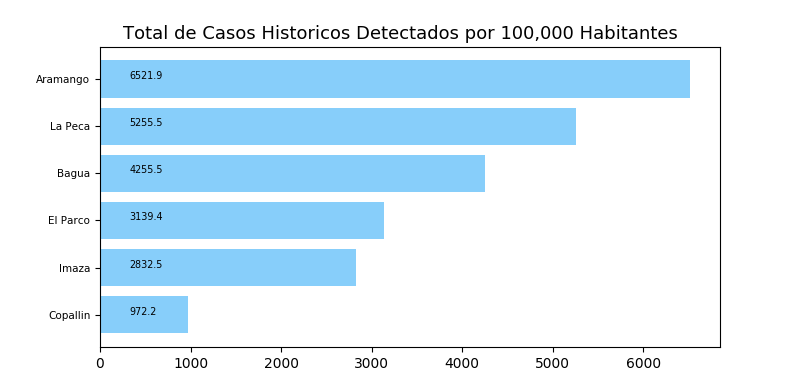 Total de Casos Historicos Detectados por 100,000 Habitantes
Aramango 6521.9
La Peca 5255.5
Bagua 4255.5
El Parco 3139.4
Imaza 2832.5
Copallin 972.2
0 1000 2000 3000 4000 5000 6000